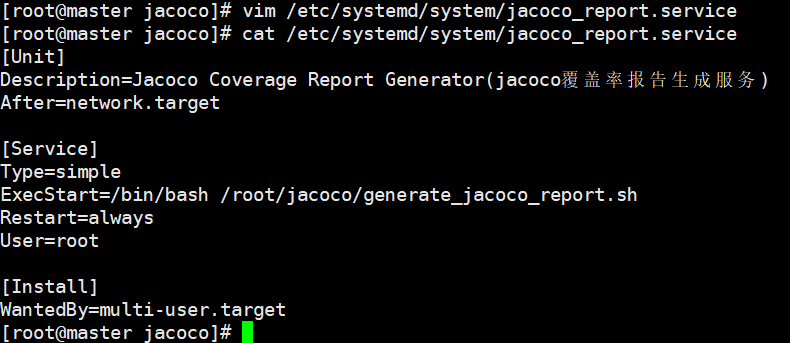 [root@master jacoco]# vim /etc/systemd/system/jacoco_report.service
[root@master jacoco]# cat /etc/systemd/system/jacoco_report.service
[Unit]
Description=Jacoco Coverage Report Generator(jacoco覆盖率报告生成服务)
After=network.target

[Service]
Type=simple
ExecStart=/bin/bash /root/jacoco/generate_jacoco_report.sh
Restart=always
User=root

[Install]
WantedBy=multi-user.target
[root@master jacoco]#